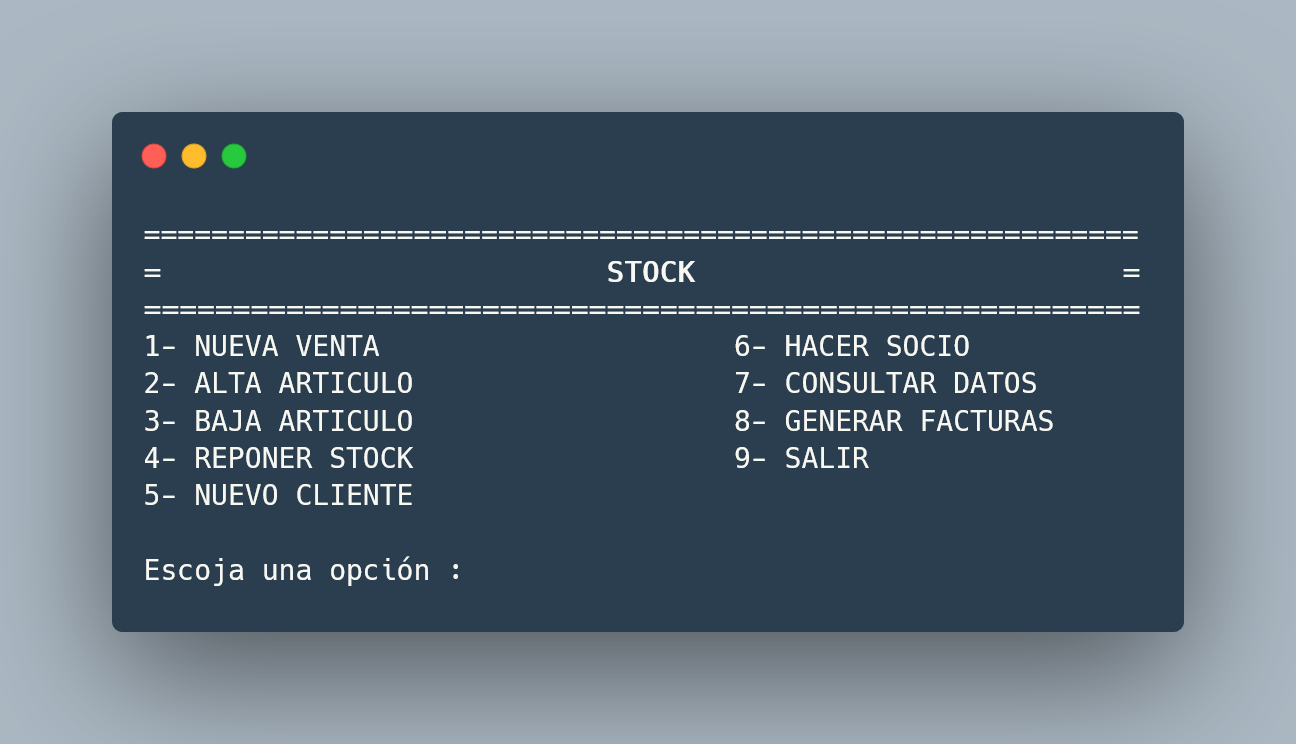 ===========================================================
= STOCK =
========================================================
1- NUEVA VENTA 6- HACER SOCIO
2- ALTA ARTICULO 7- CONSULTAR DATOS
3- BAJA ARTICULO 8- GENERAR FACTURAS
4- REPONER STOCK 9- SALIR
5- NUEVO CLIENTE
Escoja una opción :